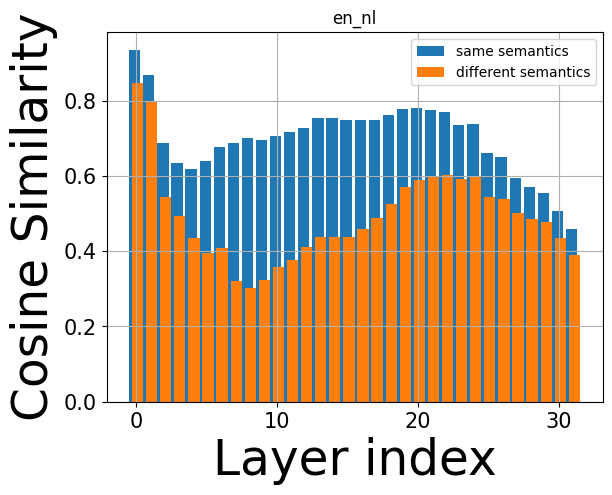 en_nl
same semantics
different semantics
Cosine Similarity
0.8
0.6
0.4
0.2
0.0
0 10 20 30
Layer index